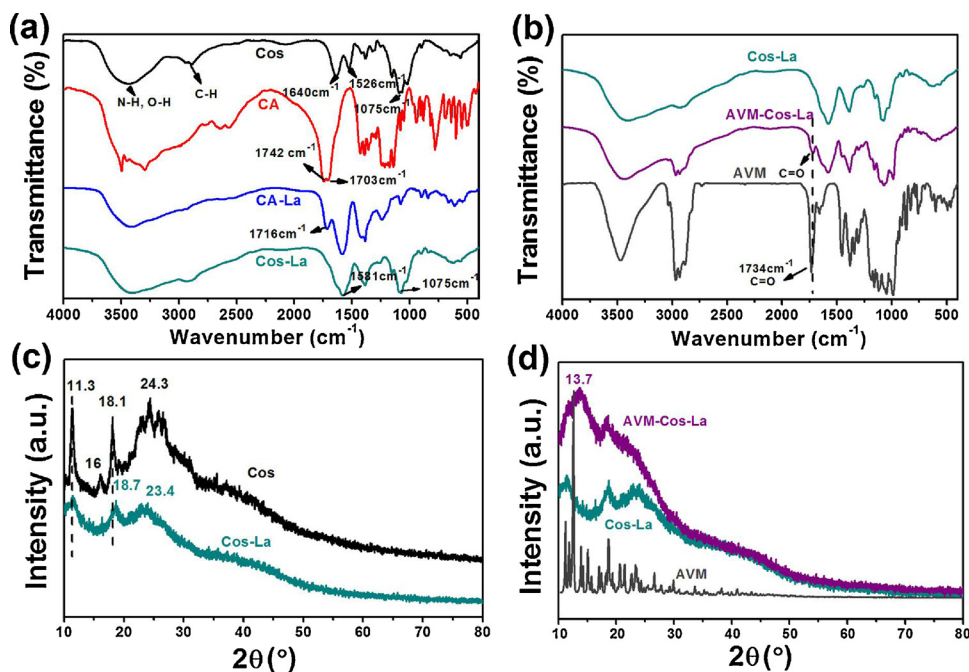 (a)
Cos
N-H, O-H
C-H
1640cm-1
1526cm-1
1075cm-1
CA
1742 cm-1
1703cm-1
CA-La
1716cm-1
Cos-La
1581cm-1
1075cm-1
Transmittance (%)
4000 3500 3000 2500 2000 1500 1000 500
Wavenumber (cm-1)
(b)
Cos-La
AVM-Cos-La
C=O
AVM
1734cm-1
C=O
Transmittance (%)
4000 3500 3000 2500 2000 1500 1000 500
Wavenumber (cm-1)
(c)
11.3
16
18.1
24.3
Cos
18.7
23.4
Cos-La
Intensity (a.u.)
10 20 30 40 50 60 70 80
2θ (°)
(d)
13.7
AVM-Cos-La
Cos-La
AVM
Intensity (a.u.)
10 20 30 40 50 60 70 80
2θ (°)